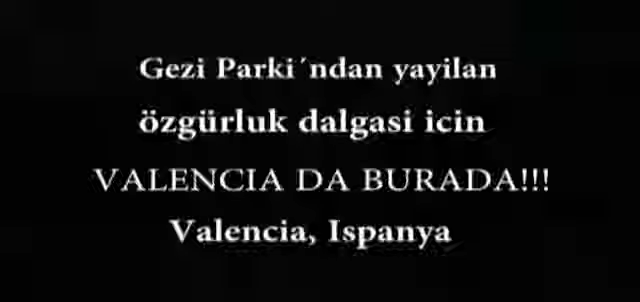 Gezi Parki´ndan yayilan
özgürluk dalgasi icin
VALENCIA DA BURADA!!!
Valencia, Ispanya